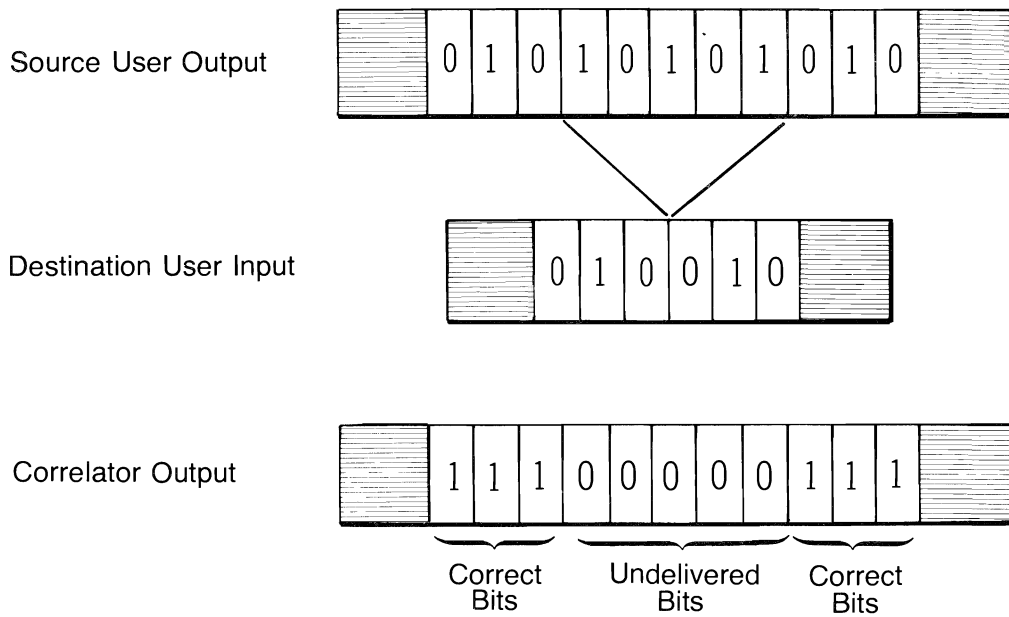 Source User Output
0 1 0 1 0 1 0 1 0 1 0
Destination User Input
0 1 0 0 1 0
Correlator Output
1 1 1 0 0 0 0 0 1 1 1
Correct Bits
Undelivered Bits
Correct Bits